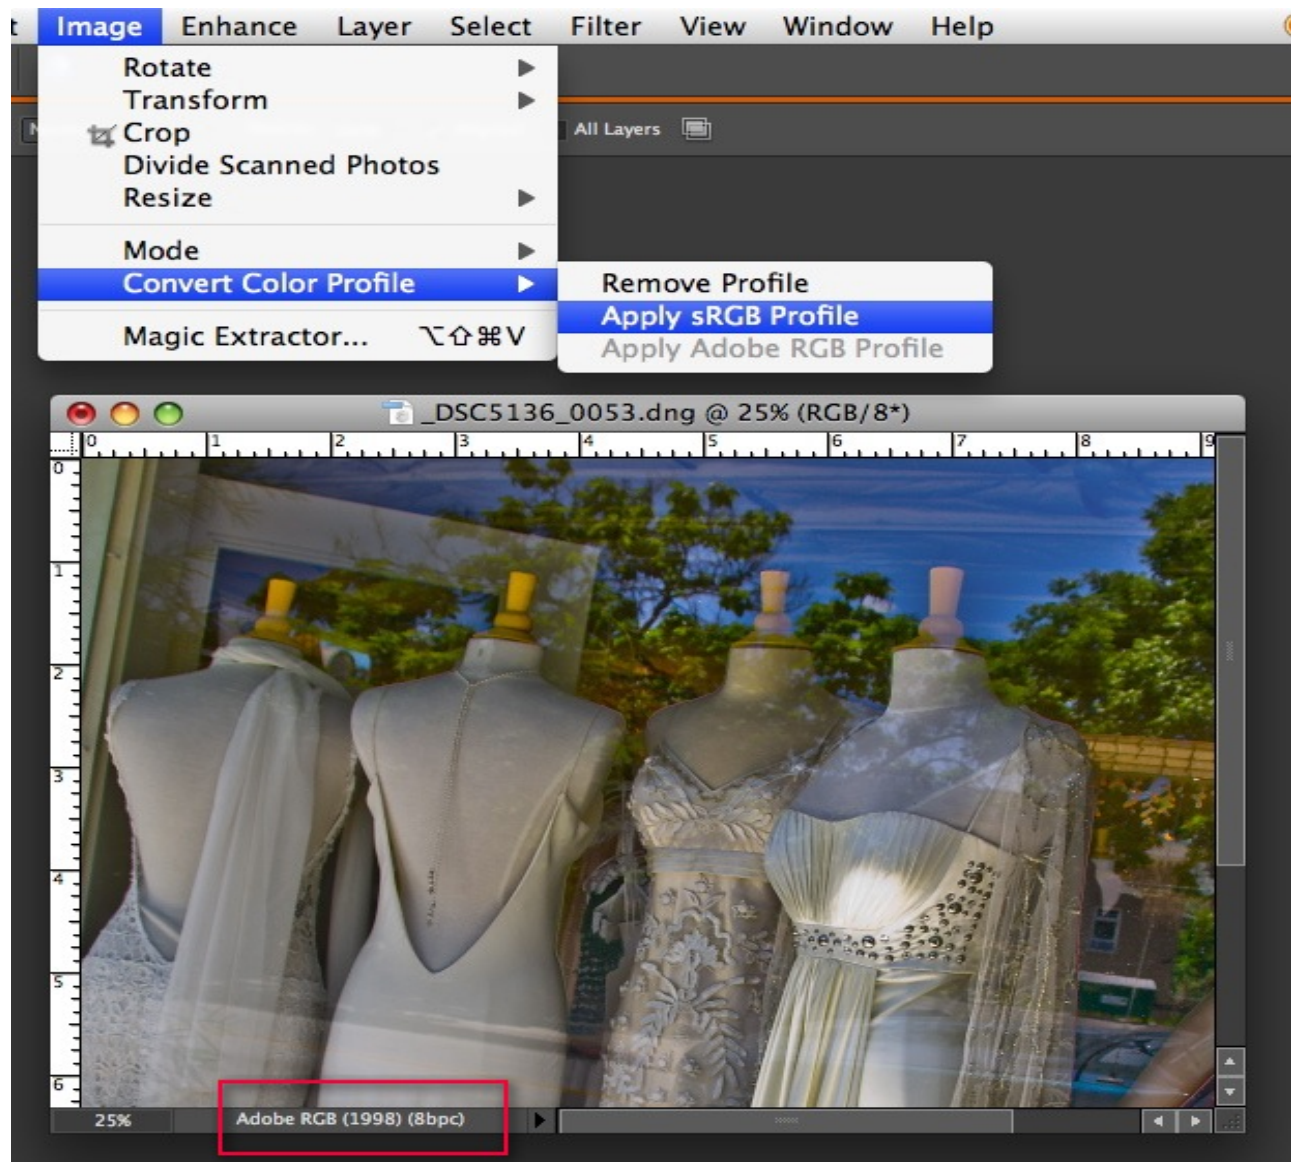 t Image Enhance Layer Select Filter View Window Help
Rotate
Transform
Crop
All Layers
Divide Scanned Photos
Resize
Mode
Convert Color Profile
Remove Profile
Apply sRGB Profile
Magic Extractor... ⌥⇧⌘V
Apply Adobe RGB Profile
_DSC5136_0053.dng @ 25% (RGB/8*)
0 1 2 3 4 5 6 7 8 9
0
1
2
3
4
5
6
25% Adobe RGB (1998) (8bpc)